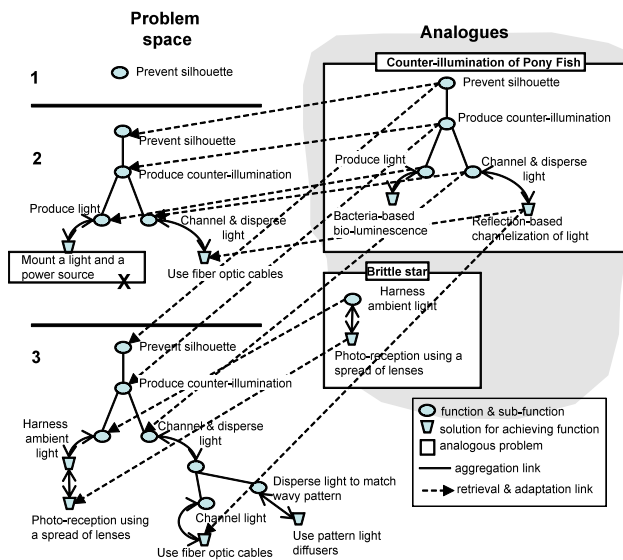 Problem
space
Analogues
1
Prevent silhouette
Counter-illumination of Pony Fish
Prevent silhouette
Produce counter-illumination
Produce light
Channel & disperse
light
Bacteria-based
bio-luminescence
Reflection-based
channelization of light
2
Prevent silhouette
Produce counter-illumination
Produce light
Channel & disperse
light
Mount a light and a
power source
X
Use fiber optic cables
Brittle star
Harness
ambient light
Photo-reception using a
spread of lenses
3
Prevent silhouette
Produce counter-illumination
Harness
ambient
light
Channel & disperse
light
Disperse light to match
wavy pattern
Channel light
Photo-reception using
a spread of lenses
Use fiber optic cables
Use pattern light
diffusers
function & sub-function
solution for achieving function
analogous problem
aggregation link
retrieval & adaptation link